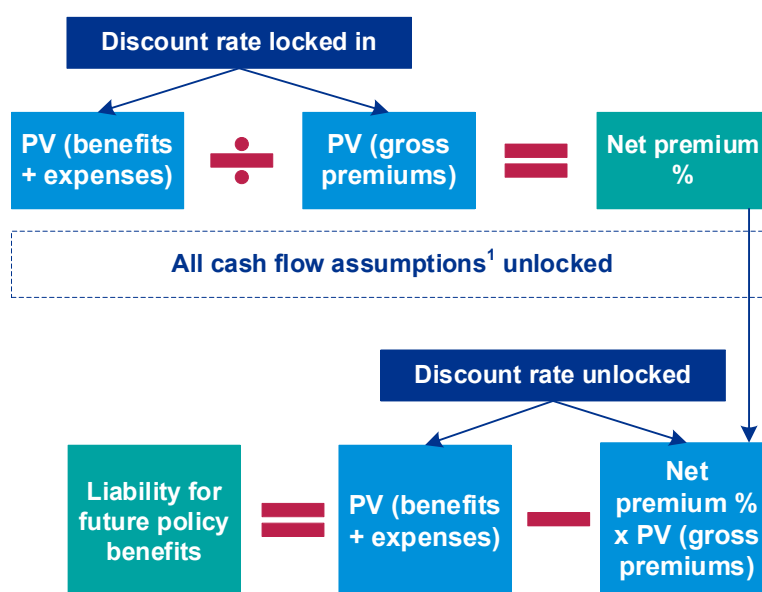 Discount rate locked in
PV (benefits
+ expenses)
÷
PV (gross
premiums)
=
Net premium
%
All cash flow assumptions¹ unlocked
Discount rate unlocked
Liability for
future policy
benefits
=
PV (benefits
+ expenses)
−
Net
premium %
x PV (gross
premiums)